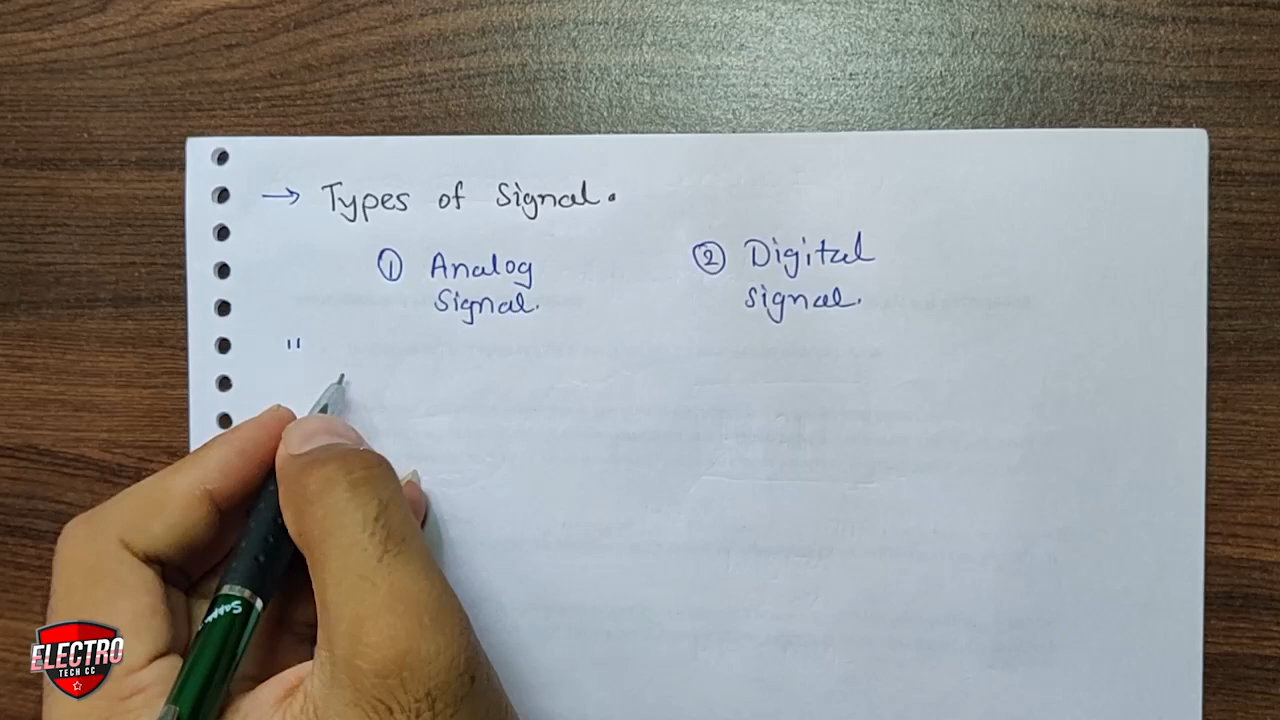 → Types of Signal.
① Analog
Signal.
② Digital
signal.
"
ELECTRO
TECH CC